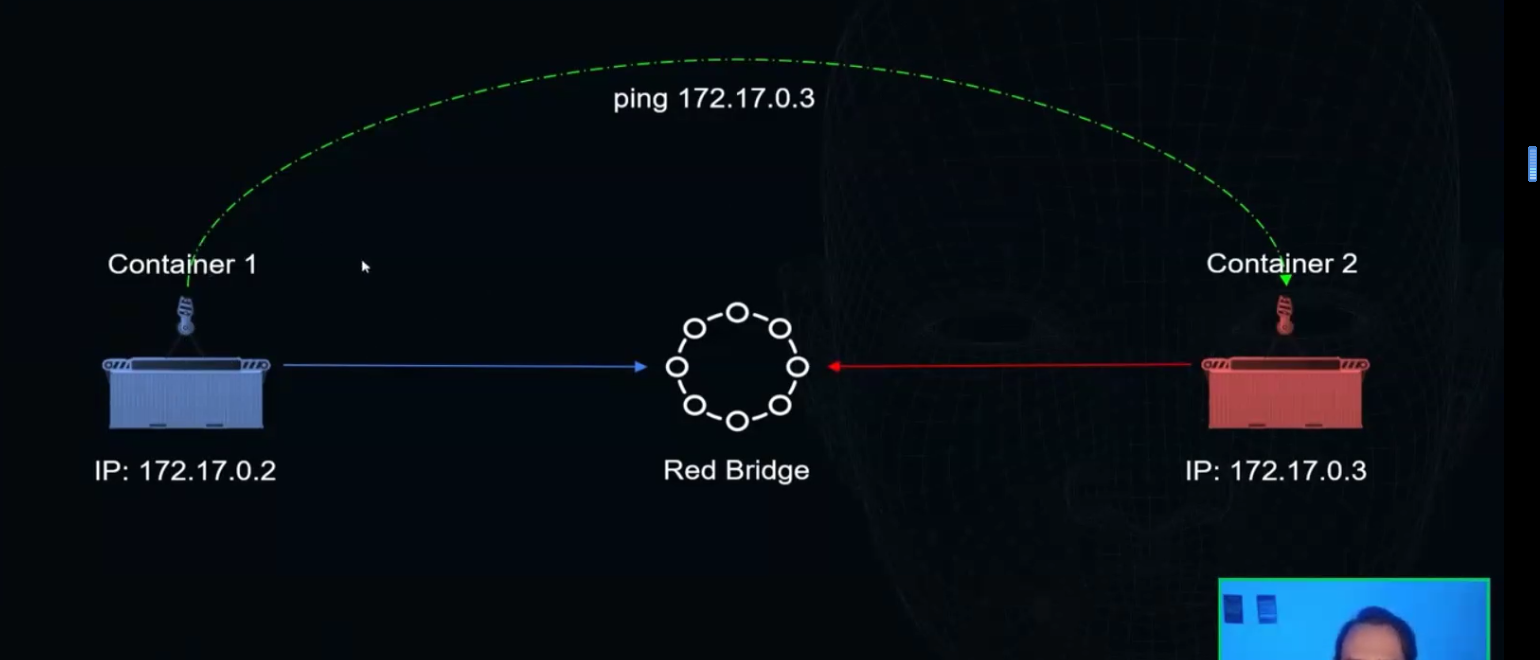 ping 172.17.0.3
Container 1
Container 2
IP: 172.17.0.2
Red Bridge
IP: 172.17.0.3